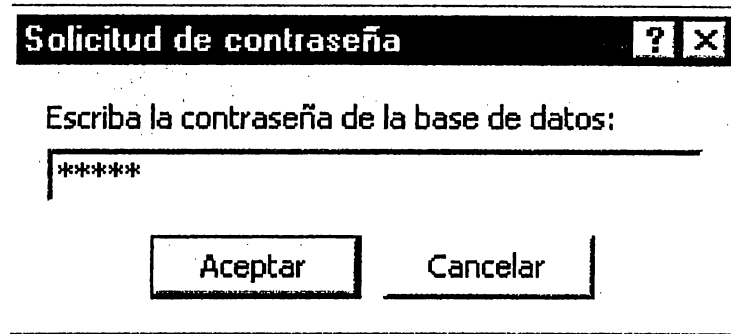 Solicitud de contraseña ? ×
Escriba la contraseña de la base de datos:
*****
Aceptar Cancelar